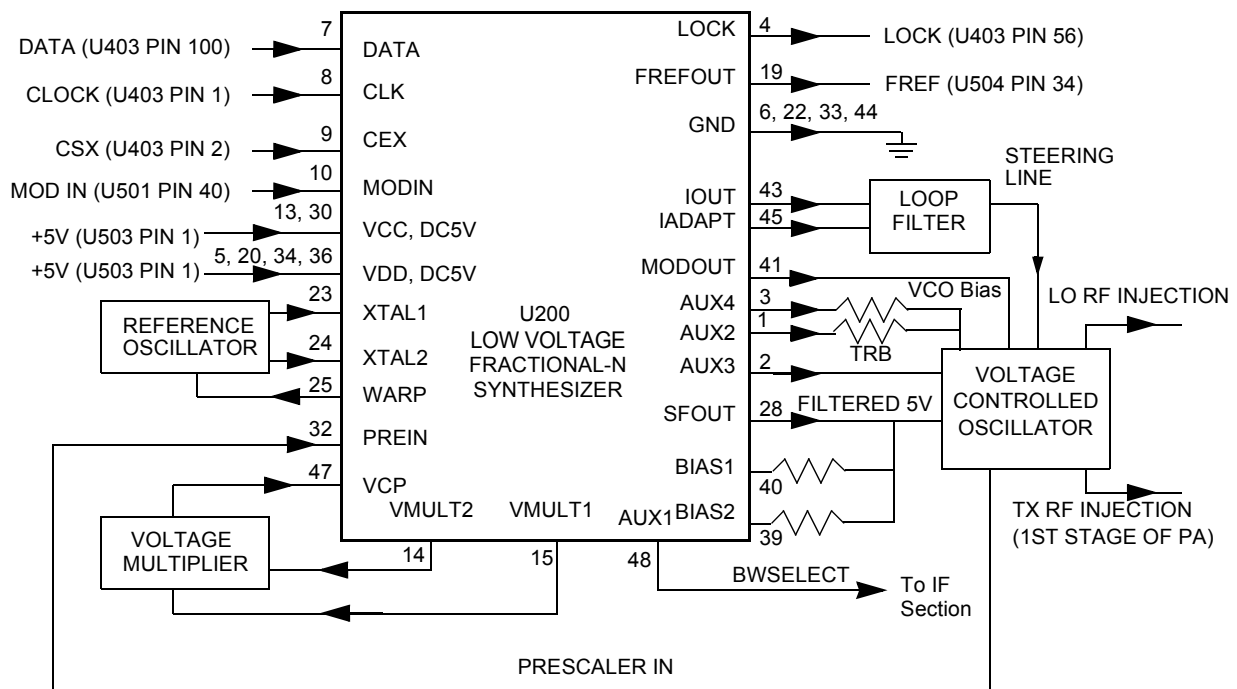 7
DATA (U403 PIN 100)
DATA
8
CLOCK (U403 PIN 1)
CLK
9
CSX (U403 PIN 2)
CEX
10
MOD IN (U501 PIN 40)
MODIN
13, 30
+5V (U503 PIN 1)
VCC, DC5V
5, 20, 34, 36
+5V (U503 PIN 1)
VDD, DC5V
23
XTAL1
REFERENCE
OSCILLATOR
24
XTAL2
25
WARP
32
PREIN
47
VCP
VOLTAGE
MULTIPLIER
VMULT2
14
VMULT1
15
AUX1
48
BWSELECT
To IF
Section
U200
LOW VOLTAGE
FRACTIONAL-N
SYNTHESIZER
LOCK
4
LOCK (U403 PIN 56)
FREFOUT
19
FREF (U504 PIN 34)
GND
6, 22, 33, 44
STEERING
LINE
IOUT
43
IADAPT
45
LOOP
FILTER
MODOUT
41
AUX4
3
VCO Bias
AUX2
1
TRB
AUX3
2
SFOUT
28
FILTERED 5V
BIAS1
40
BIAS2
39
LO RF INJECTION
VOLTAGE
CONTROLLED
OSCILLATOR
TX RF INJECTION
(1ST STAGE OF PA)
PRESCALER IN